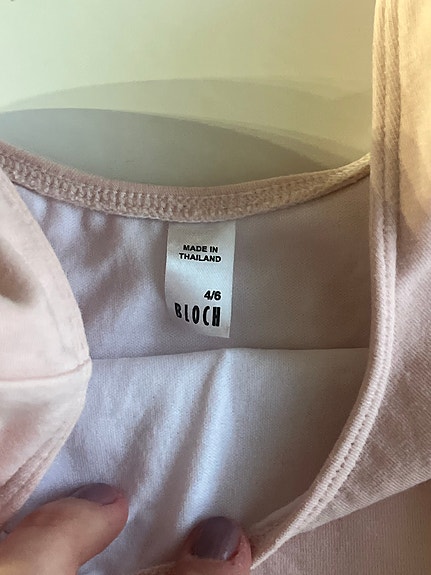 MADE IN
THAILAND
4/6
BLOCH